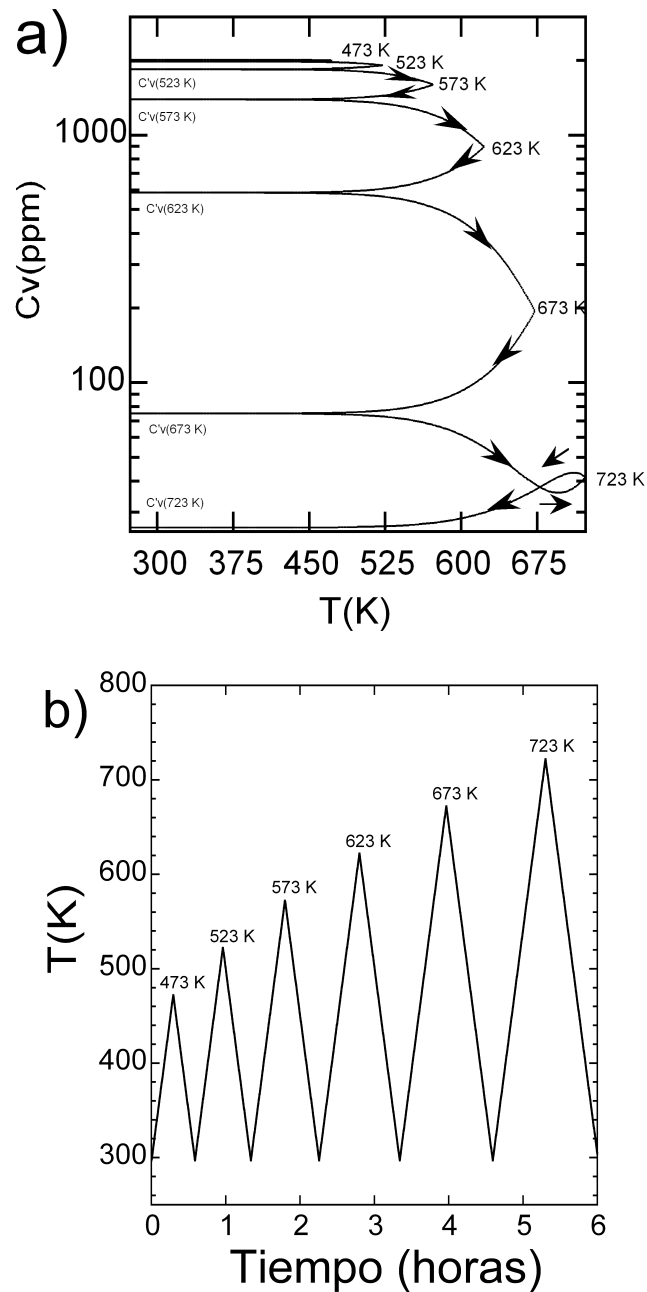 a)
473 K
523 K
573 K
C'v(523 K)
C'v(573 K)
1000
623 K
C'v(623 K)
Cv(ppm)
673 K
100
C'v(673 K)
723 K
C'v(723 K)
300 375 450 525 600 675
T(K)
b)
800
723 K
700
673 K
623 K
600
573 K
523 K
T(K)
500
473 K
400
300
0 1 2 3 4 5 6
Tiempo (horas)